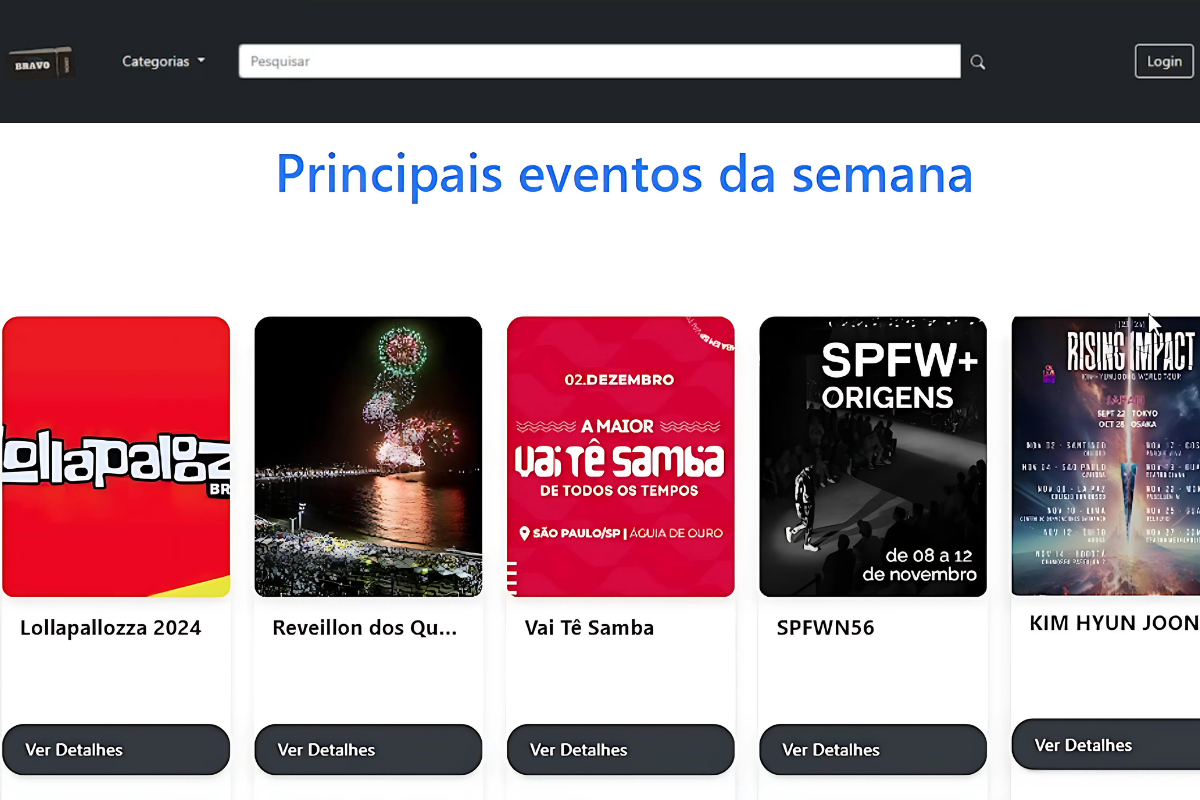 BRAVO
Categorias
Pesquisar
Login
Principais eventos da semana
Lollapalooz
BR
02.DEZEMBRO
A MAIOR
Vai Tê Samba
DE TODOS OS TEMPOS
SÃO PAULO/SP | ÁGUIA DE OURO
SPFW+
ORIGENS
de 08 a 12
de novembro
RISING IMPACT
WORLD TOUR
SEPT 22 TOKYO
OCT 28 OSAKA
NOV 02 - SANTIAGO
NOV 04 - SAO PAULO
NOV 08 - LA PAZ
NOV 10 - LIMA
NOV 12 - QUITO
NOV 14 - BOGOTÁ
Lollapallozza 2024
Reveillon dos Qu...
Vai Tê Samba
SPFWN56
KIM HYUN JOON
Ver Detalhes
Ver Detalhes
Ver Detalhes
Ver Detalhes
Ver Detalhes